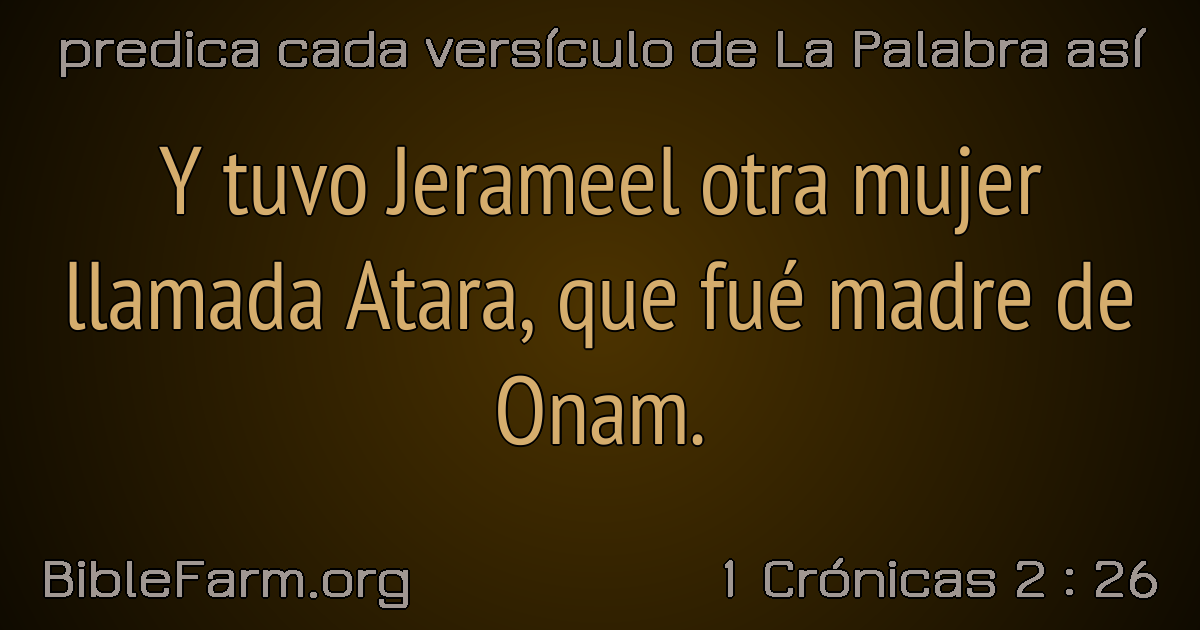 predica cada versículo de La Palabra así
Y tuvo Jerameel otra mujer
llamada Atara, que fué madre de
Onam.
BibleFarm.org
1 Crónicas 2 : 26